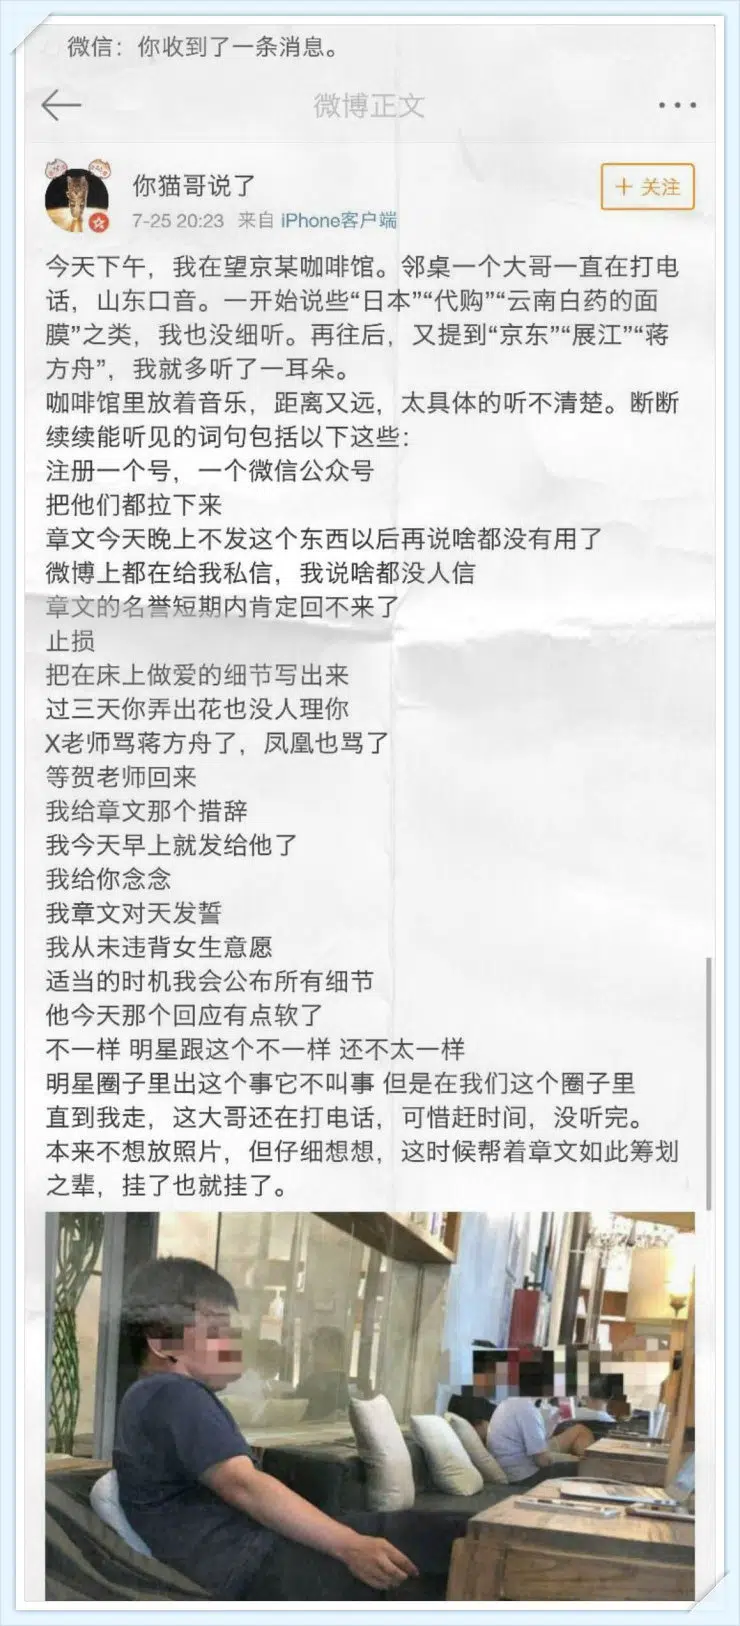 微信：你收到了一条消息。
微博正文
你猫哥说了
＋关注
7-25 20:23 来自 iPhone客户端
今天下午，我在望京某咖啡馆。邻桌一个大哥一直在打电
话，山东口音。一开始说些“日本”“代购”“云南白药的面
膜”之类，我也没细听。再往后，又提到“京东”“展江”“蒋
方舟”，我就多听了一耳朵。
咖啡馆里放着音乐，距离又远，太具体的听不清楚。断断
续续能听见的词句包括以下这些：
注册一个号，一个微信公众号
把他们都拉下来
章文今天晚上不发这个东西以后再说啥都没有用了
微博上都在给我私信，我说啥都没人信
章文的名誉短期内肯定回不来了
止损
把在床上做爱的细节写出来
过三天你弄出花也没人理你
X老师骂蒋方舟了，凤凰也骂了
等贺老师回来
我给章文那个措辞
我今天早上就发给他了
我给你念念
我章文对天发誓
我从未违背女生意愿
适当的时机我会公布所有细节
他今天那个回应有点软了
不一样 明星跟这个不一样 还不太一样
明星圈子里出这个事它不叫事 但是在我们这个圈子里
直到我走，这大哥还在打电话，可惜赶时间，没听完。
本来不想放照片，但仔细想想，这时候帮着章文如此筹划
之辈，挂了也就挂了。